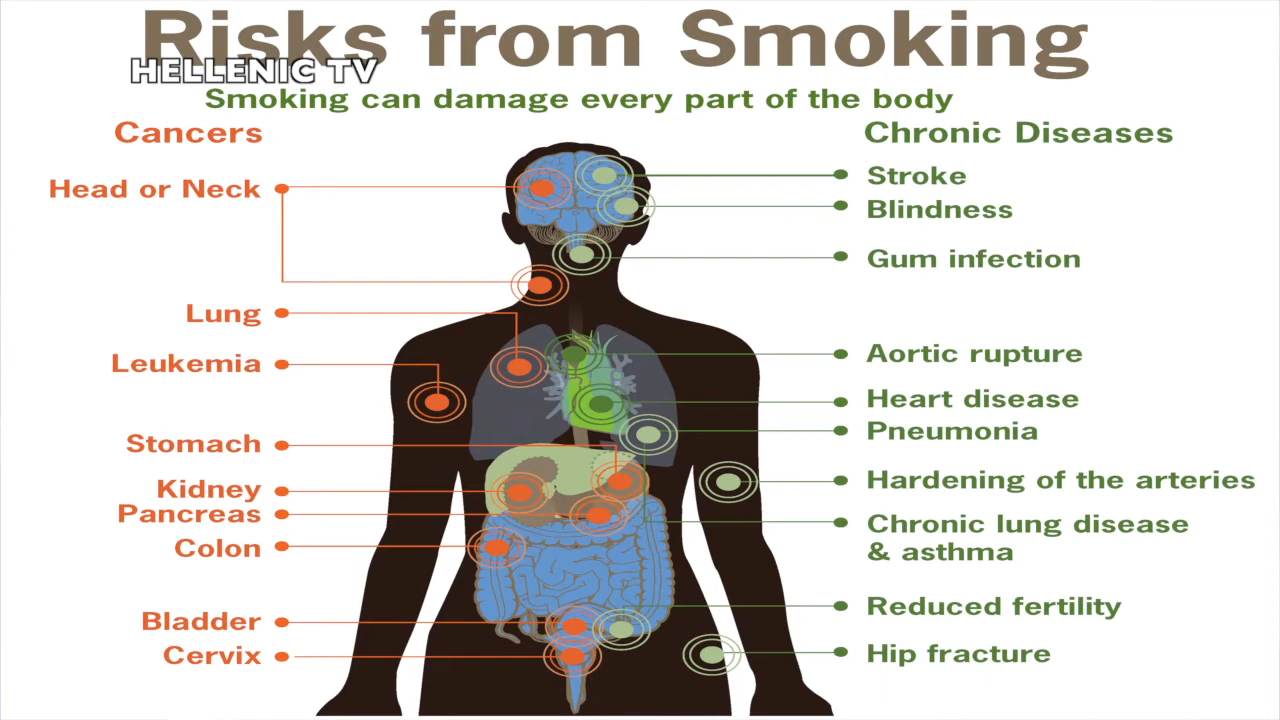 Risks from Smoking
HELLENIC TV
Smoking can damage every part of the body
Cancers
Head or Neck
Lung
Leukemia
Stomach
Kidney
Pancreas
Colon
Bladder
Cervix
Chronic Diseases
Stroke
Blindness
Gum infection
Aortic rupture
Heart disease
Pneumonia
Hardening of the arteries
Chronic lung disease
& asthma
Reduced fertility
Hip fracture